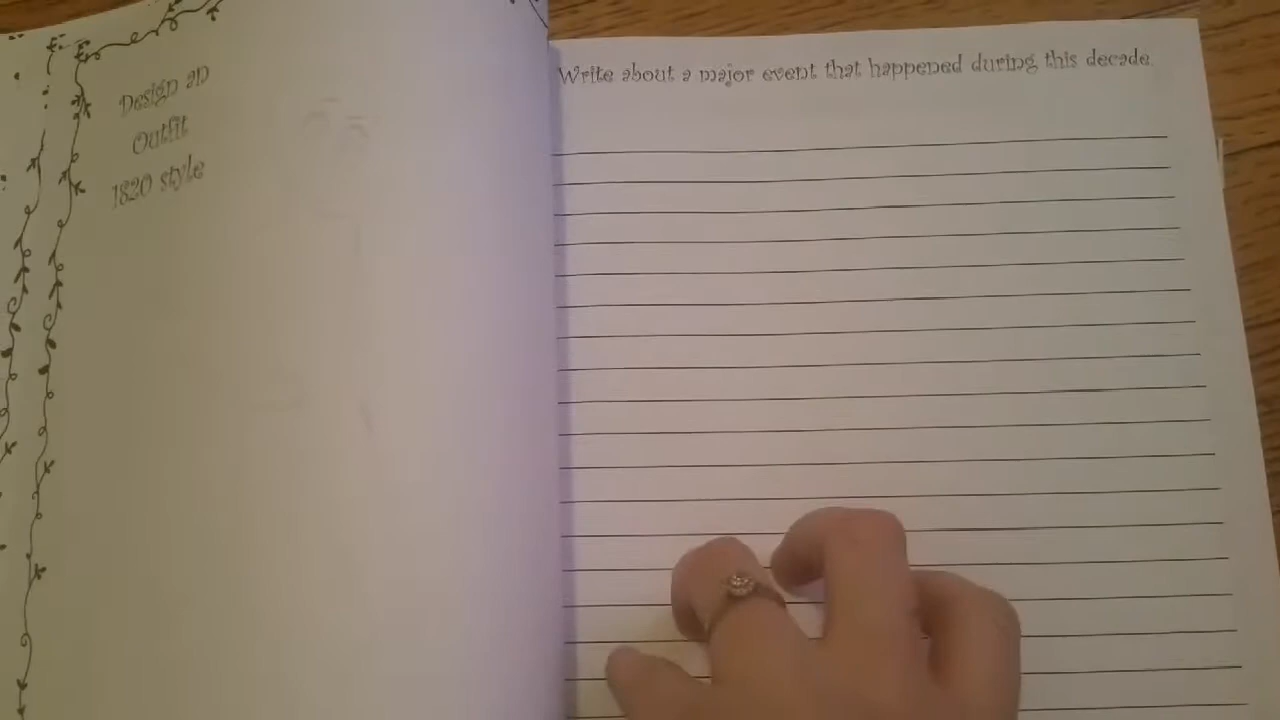 Design an
Outfit
1820 style
Write about a major event that happened during this decade.